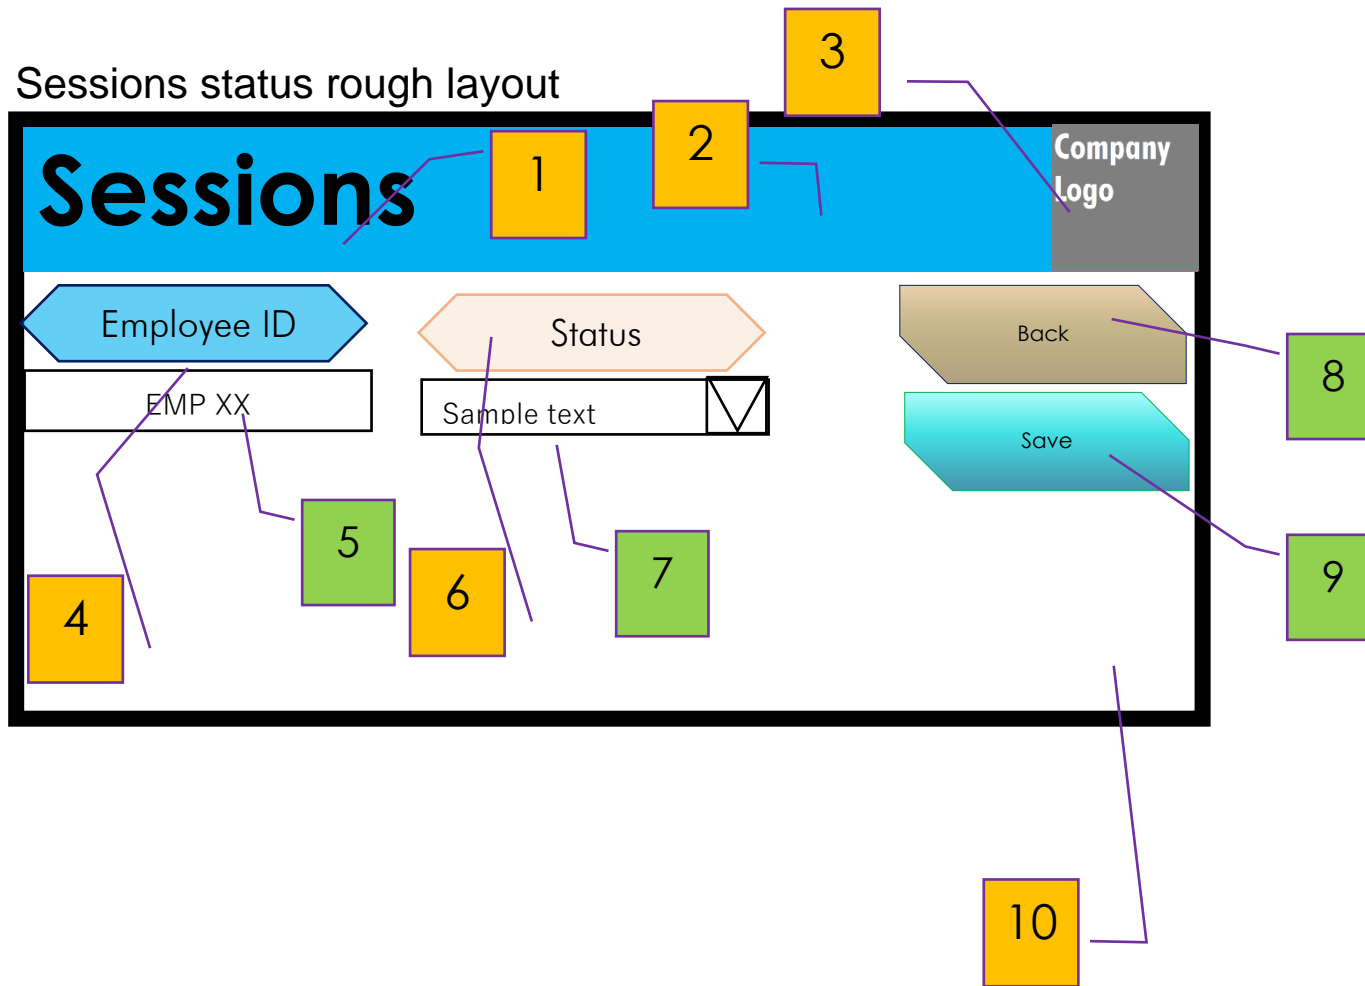 3
Sessions status rough layout
2
1
Sessions
Company
Logo
Employee ID
Status
Back
EMP XX
Sample text
8
Save
5
7
6
4
9
10